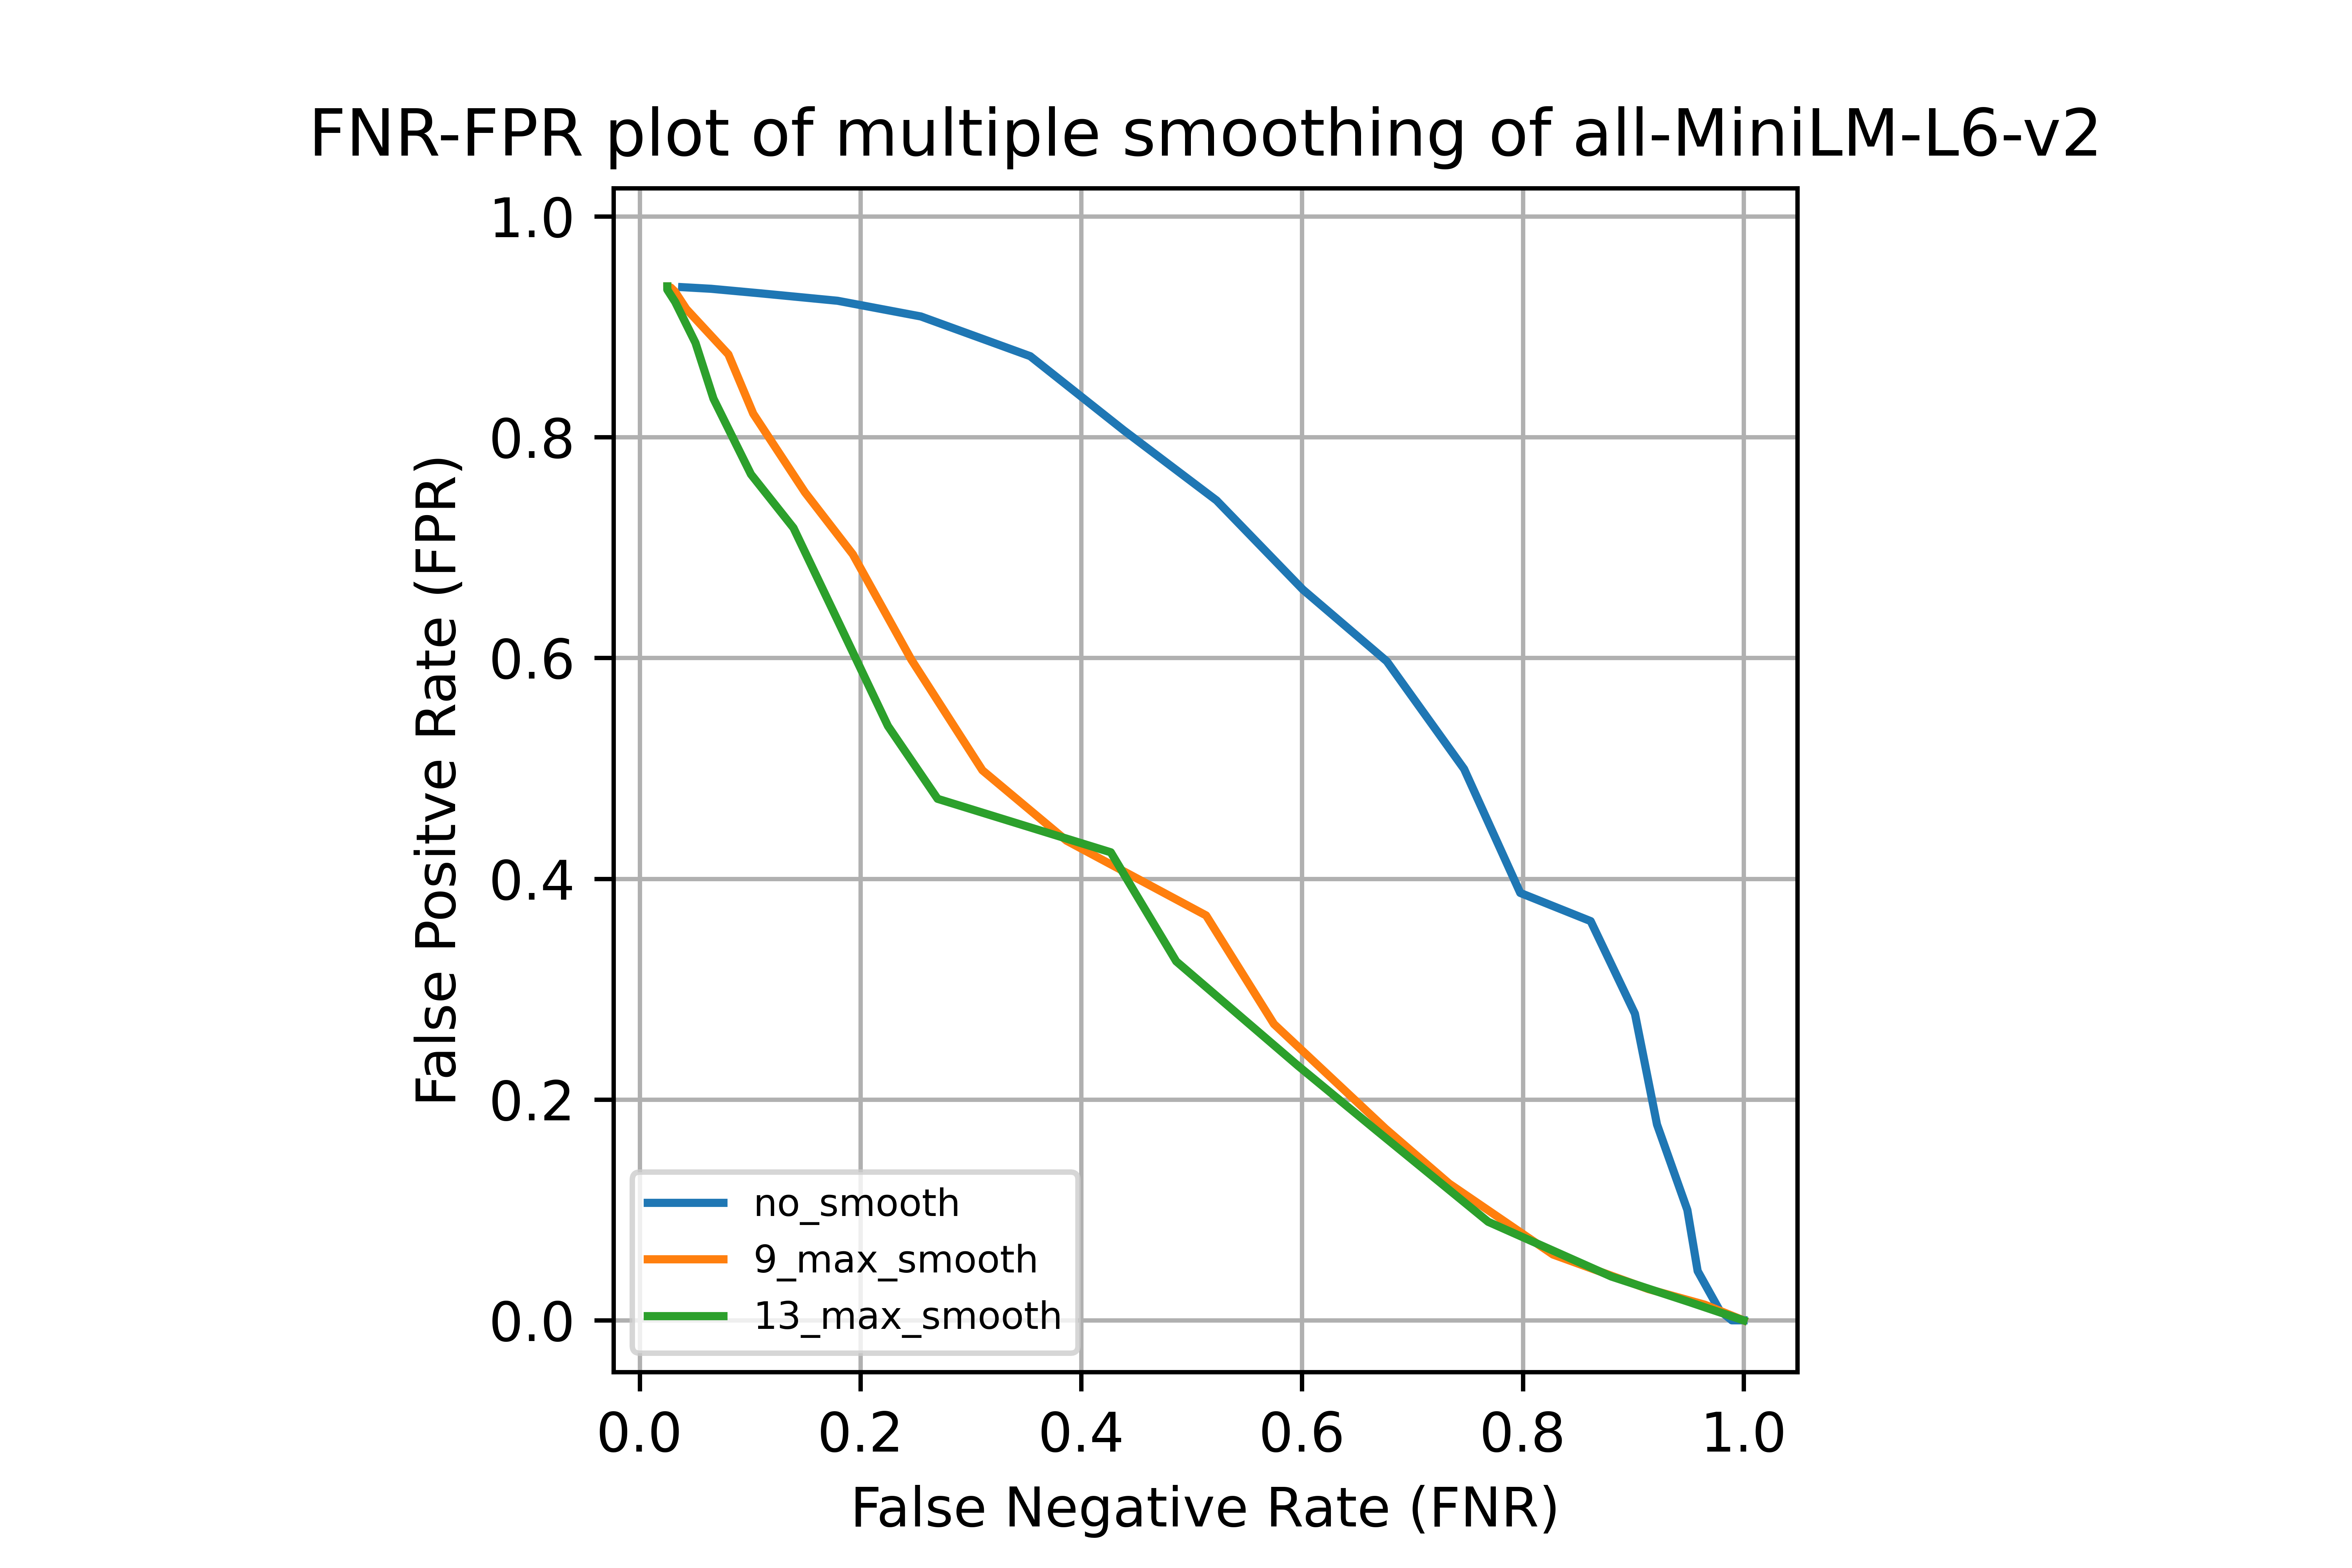 FNR-FPR plot of multiple smoothing of all-MiniLM-L6-v2
False Positve Rate (FPR)
1.0
0.8
0.6
0.4
0.2
0.0
no_smooth
9_max_smooth
13_max_smooth
0.0 0.2 0.4 0.6 0.8 1.0
False Negative Rate (FNR)